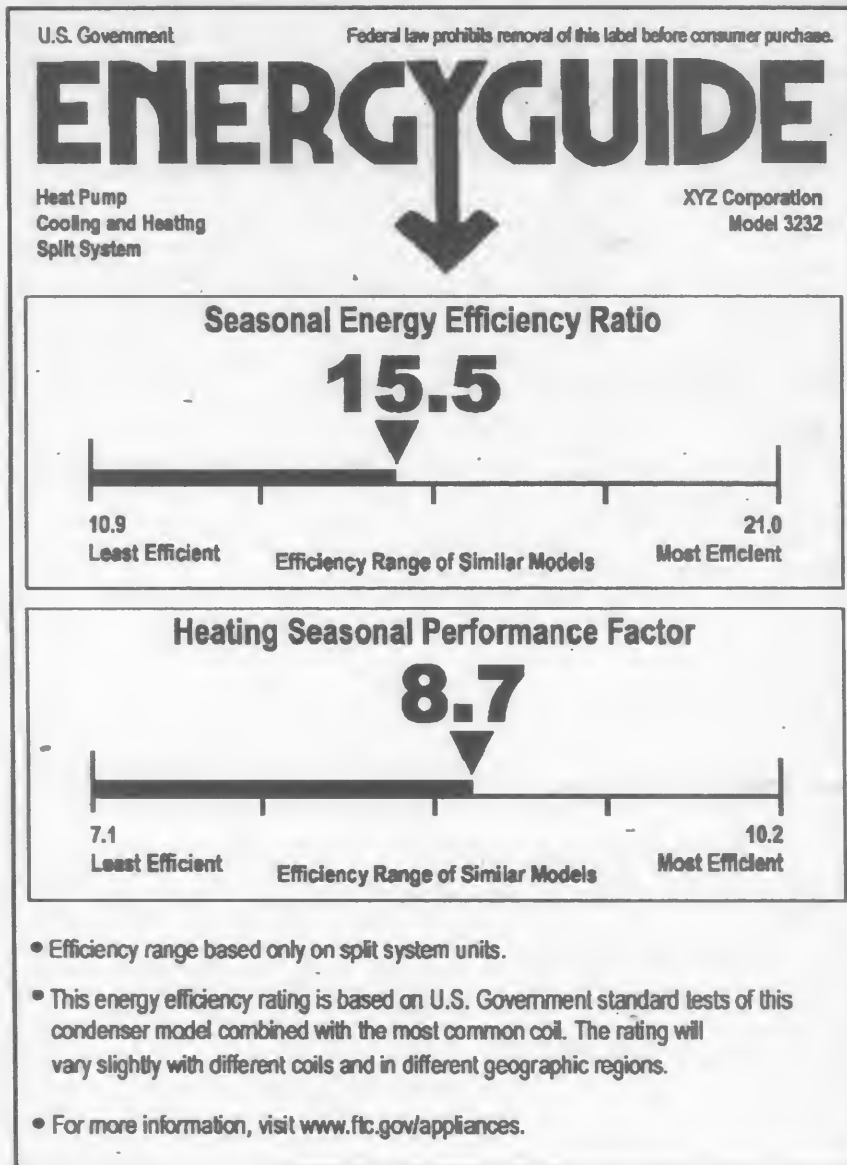 U.S. Government
Federal law prohibits removal of this label before consumer purchase.
ENERGYGUIDE
Heat Pump
Cooling and Heating
Split System
XYZ Corporation
Model 3232
Seasonal Energy Efficiency Ratio
15.5
10.9
Least Efficient
Efficiency Range of Similar Models
21.0
Most Efficient
Heating Seasonal Performance Factor
8.7
7.1
Least Efficient
Efficiency Range of Similar Models
10.2
Most Efficient
• Efficiency range based only on split system units.
• This energy efficiency rating is based on U.S. Government standard tests of this
condenser model combined with the most common coil. The rating will
vary slightly with different coils and in different geographic regions.
• For more information, visit www.ftc.gov/appliances.